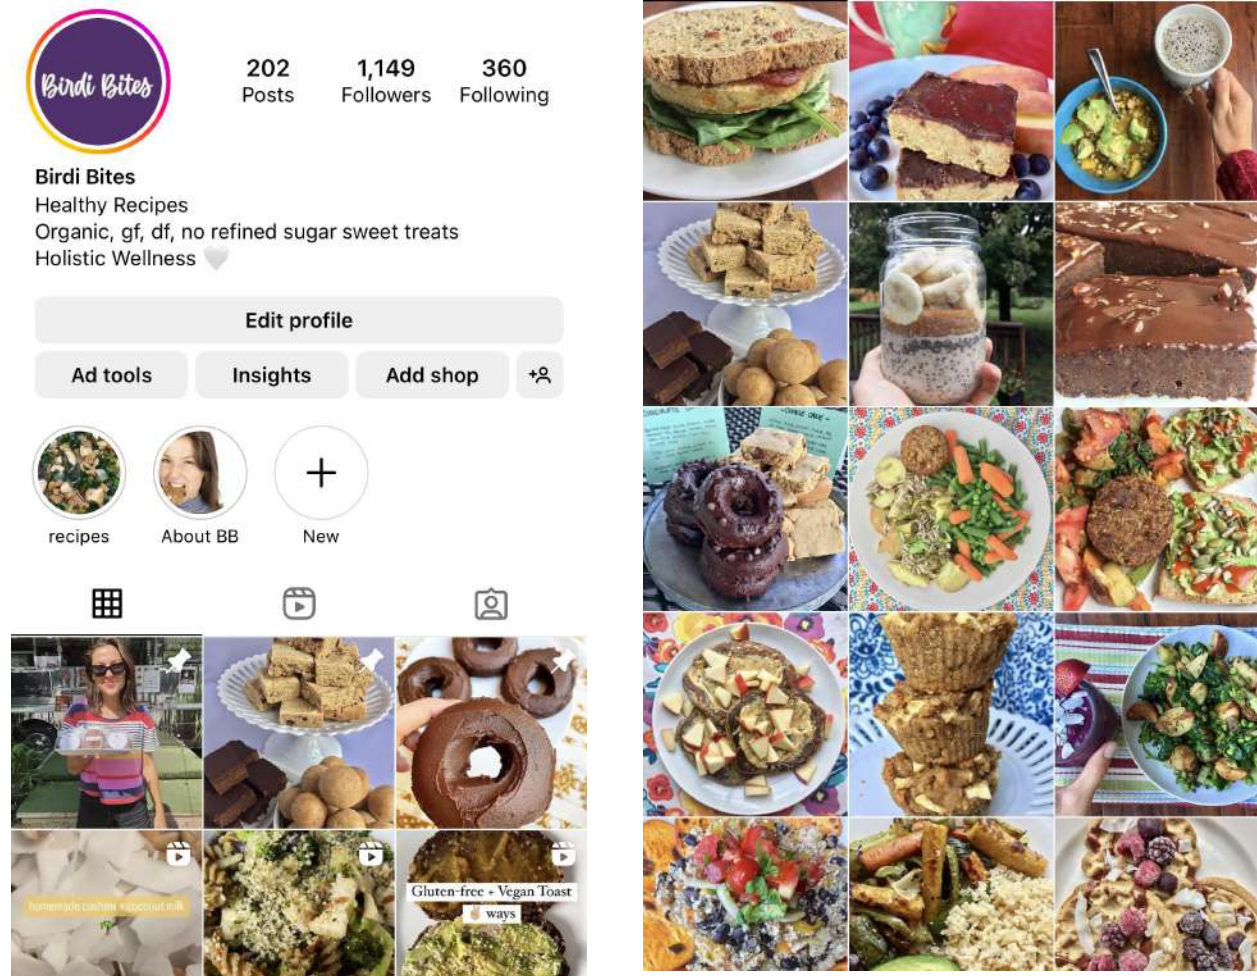 Birdi Bites
202
Posts
1,149
Followers
360
Following
Birdi Bites
Healthy Recipes
Organic, gf, df, no refined sugar sweet treats
Holistic Wellness
Edit profile
Ad tools
Insights
Add shop
recipes
About BB
New
homemade cashew +coconut milk
Gluten-free + Vegan Toast
ways